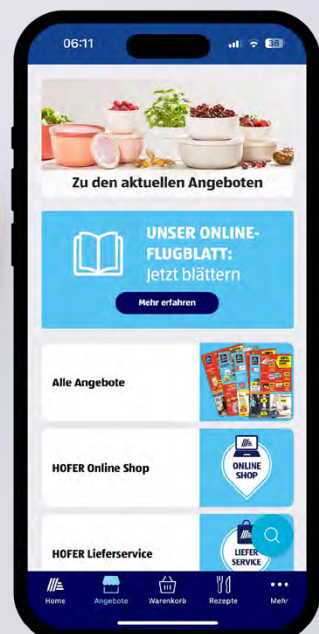 06:11
36
Zu den aktuellen Angeboten
UNSER ONLINE-
FLUGBLATT:
Jetzt blättern
Mehr erfahren
Alle Angebote
HOFER Online Shop
ONLINE
SHOP
HOFER Lieferservice
LIEFER
SERVICE
Home
Angebote
Warenkorb
Rezepte
Mehr